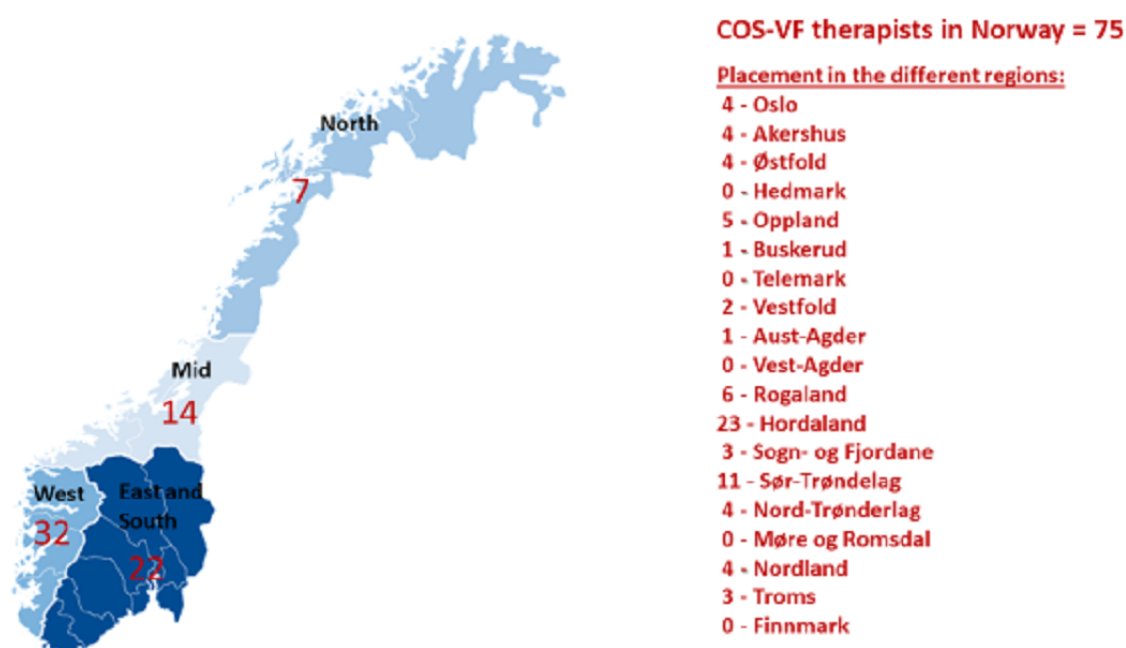 COS-VF therapists in Norway = 75
Placement in the different regions:
4 - Oslo
4 - Akershus
4 - Østfold
0 - Hedmark
5 - Oppland
1 - Buskerud
0 - Telemark
2 - Vestfold
1 - Aust-Agder
0 - Vest-Agder
6 - Rogaland
23 - Hordaland
3 - Sogn- og Fjordane
11 - Sør-Trøndelag
4 - Nord-Trønderlag
0 - Møre og Romsdal
4 - Nordland
3 - Troms
0 - Finnmark
North
7
Mid
14
West
32
East and
South
22